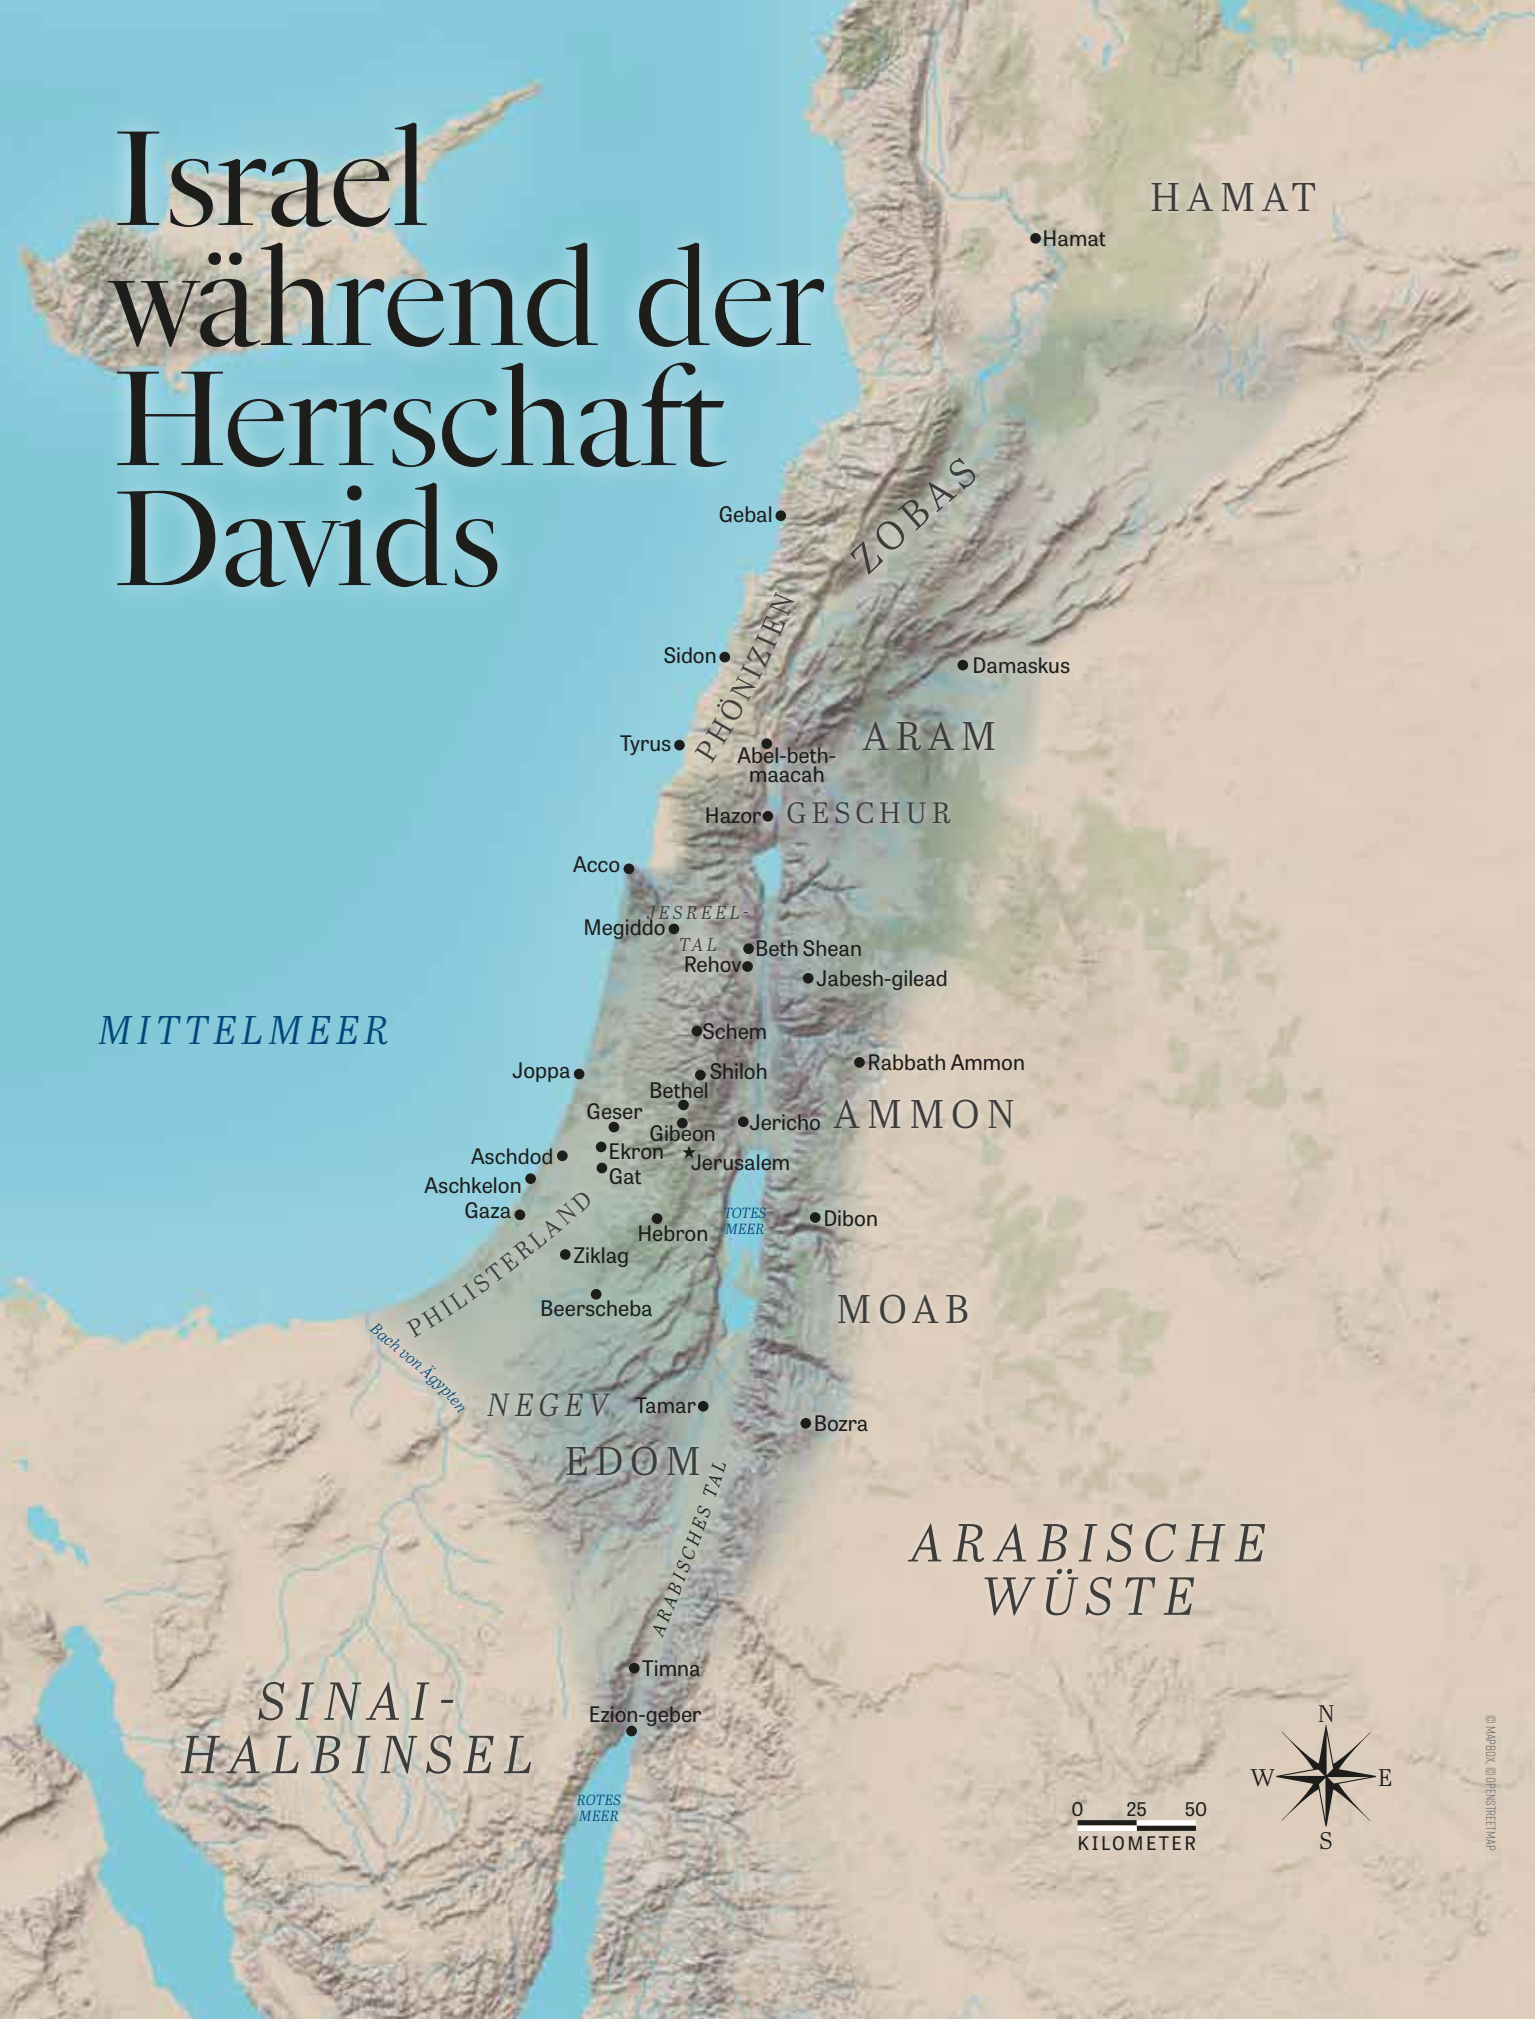 Israel
während der
Herrschaft
Davids
HAMAT
Hamat
ZOBAS
Gebal
PHÖNIZIEN
Sidon
Damaskus
ARAM
Tyrus
Abel-beth-
maacah
Hazor
GESCHUR
Acco
JESREEL-
TAL
Megiddo
Beth Shean
Rehov
Jabesh-gilead
MITTELMEER
Schem
Joppa
Shiloh
Rabbath Ammon
Bethel
Geser
Jericho
AMMON
Gibeon
Ekron
Aschdod
Jerusalem
Gat
Aschkelon
Gaza
PHILISTERLAND
TOTES
MEER
Dibon
Hebron
Ziklag
Beerscheba
MOAB
Bach von Ägypten
NEGEV
Tamar
Bozra
EDOM
ARABISCHES TAL
ARABISCHE
WÜSTE
Timna
SINAI-
HALBINSEL
Ezion-geber
ROTES
MEER
N
W
E
S
0 25 50
KILOMETER
© MAPBOX, © OPENSTREETMAP